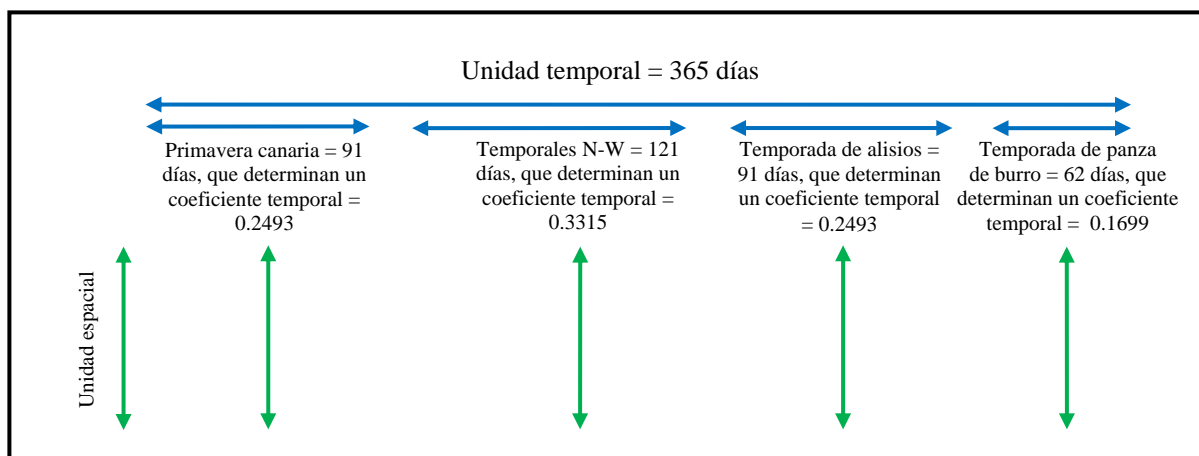 Unidad temporal = 365 días
Primavera canaria = 91
días, que determinan un
coeficiente temporal =
0.2493
Temporales N-W = 121
días, que determinan un
coeficiente temporal =
0.3315
Temporada de alisios =
91 días, que determinan
un coeficiente temporal
= 0.2493
Temporada de panza
de burro = 62 días, que
determinan un coeficiente
temporal = 0.1699
Unidad espacial